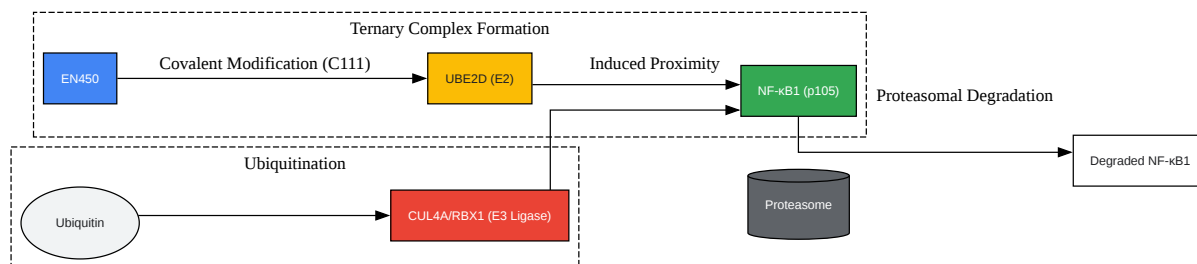 Ternary Complex Formation
EN450
Covalent Modification (C111)
UBE2D (E2)
Induced Proximity
NF-κB1 (p105)
Proteasomal Degradation
Degraded NF-κB1
Ubiquitination
Ubiquitin
CUL4A/RBX1 (E3 Ligase)
Proteasome